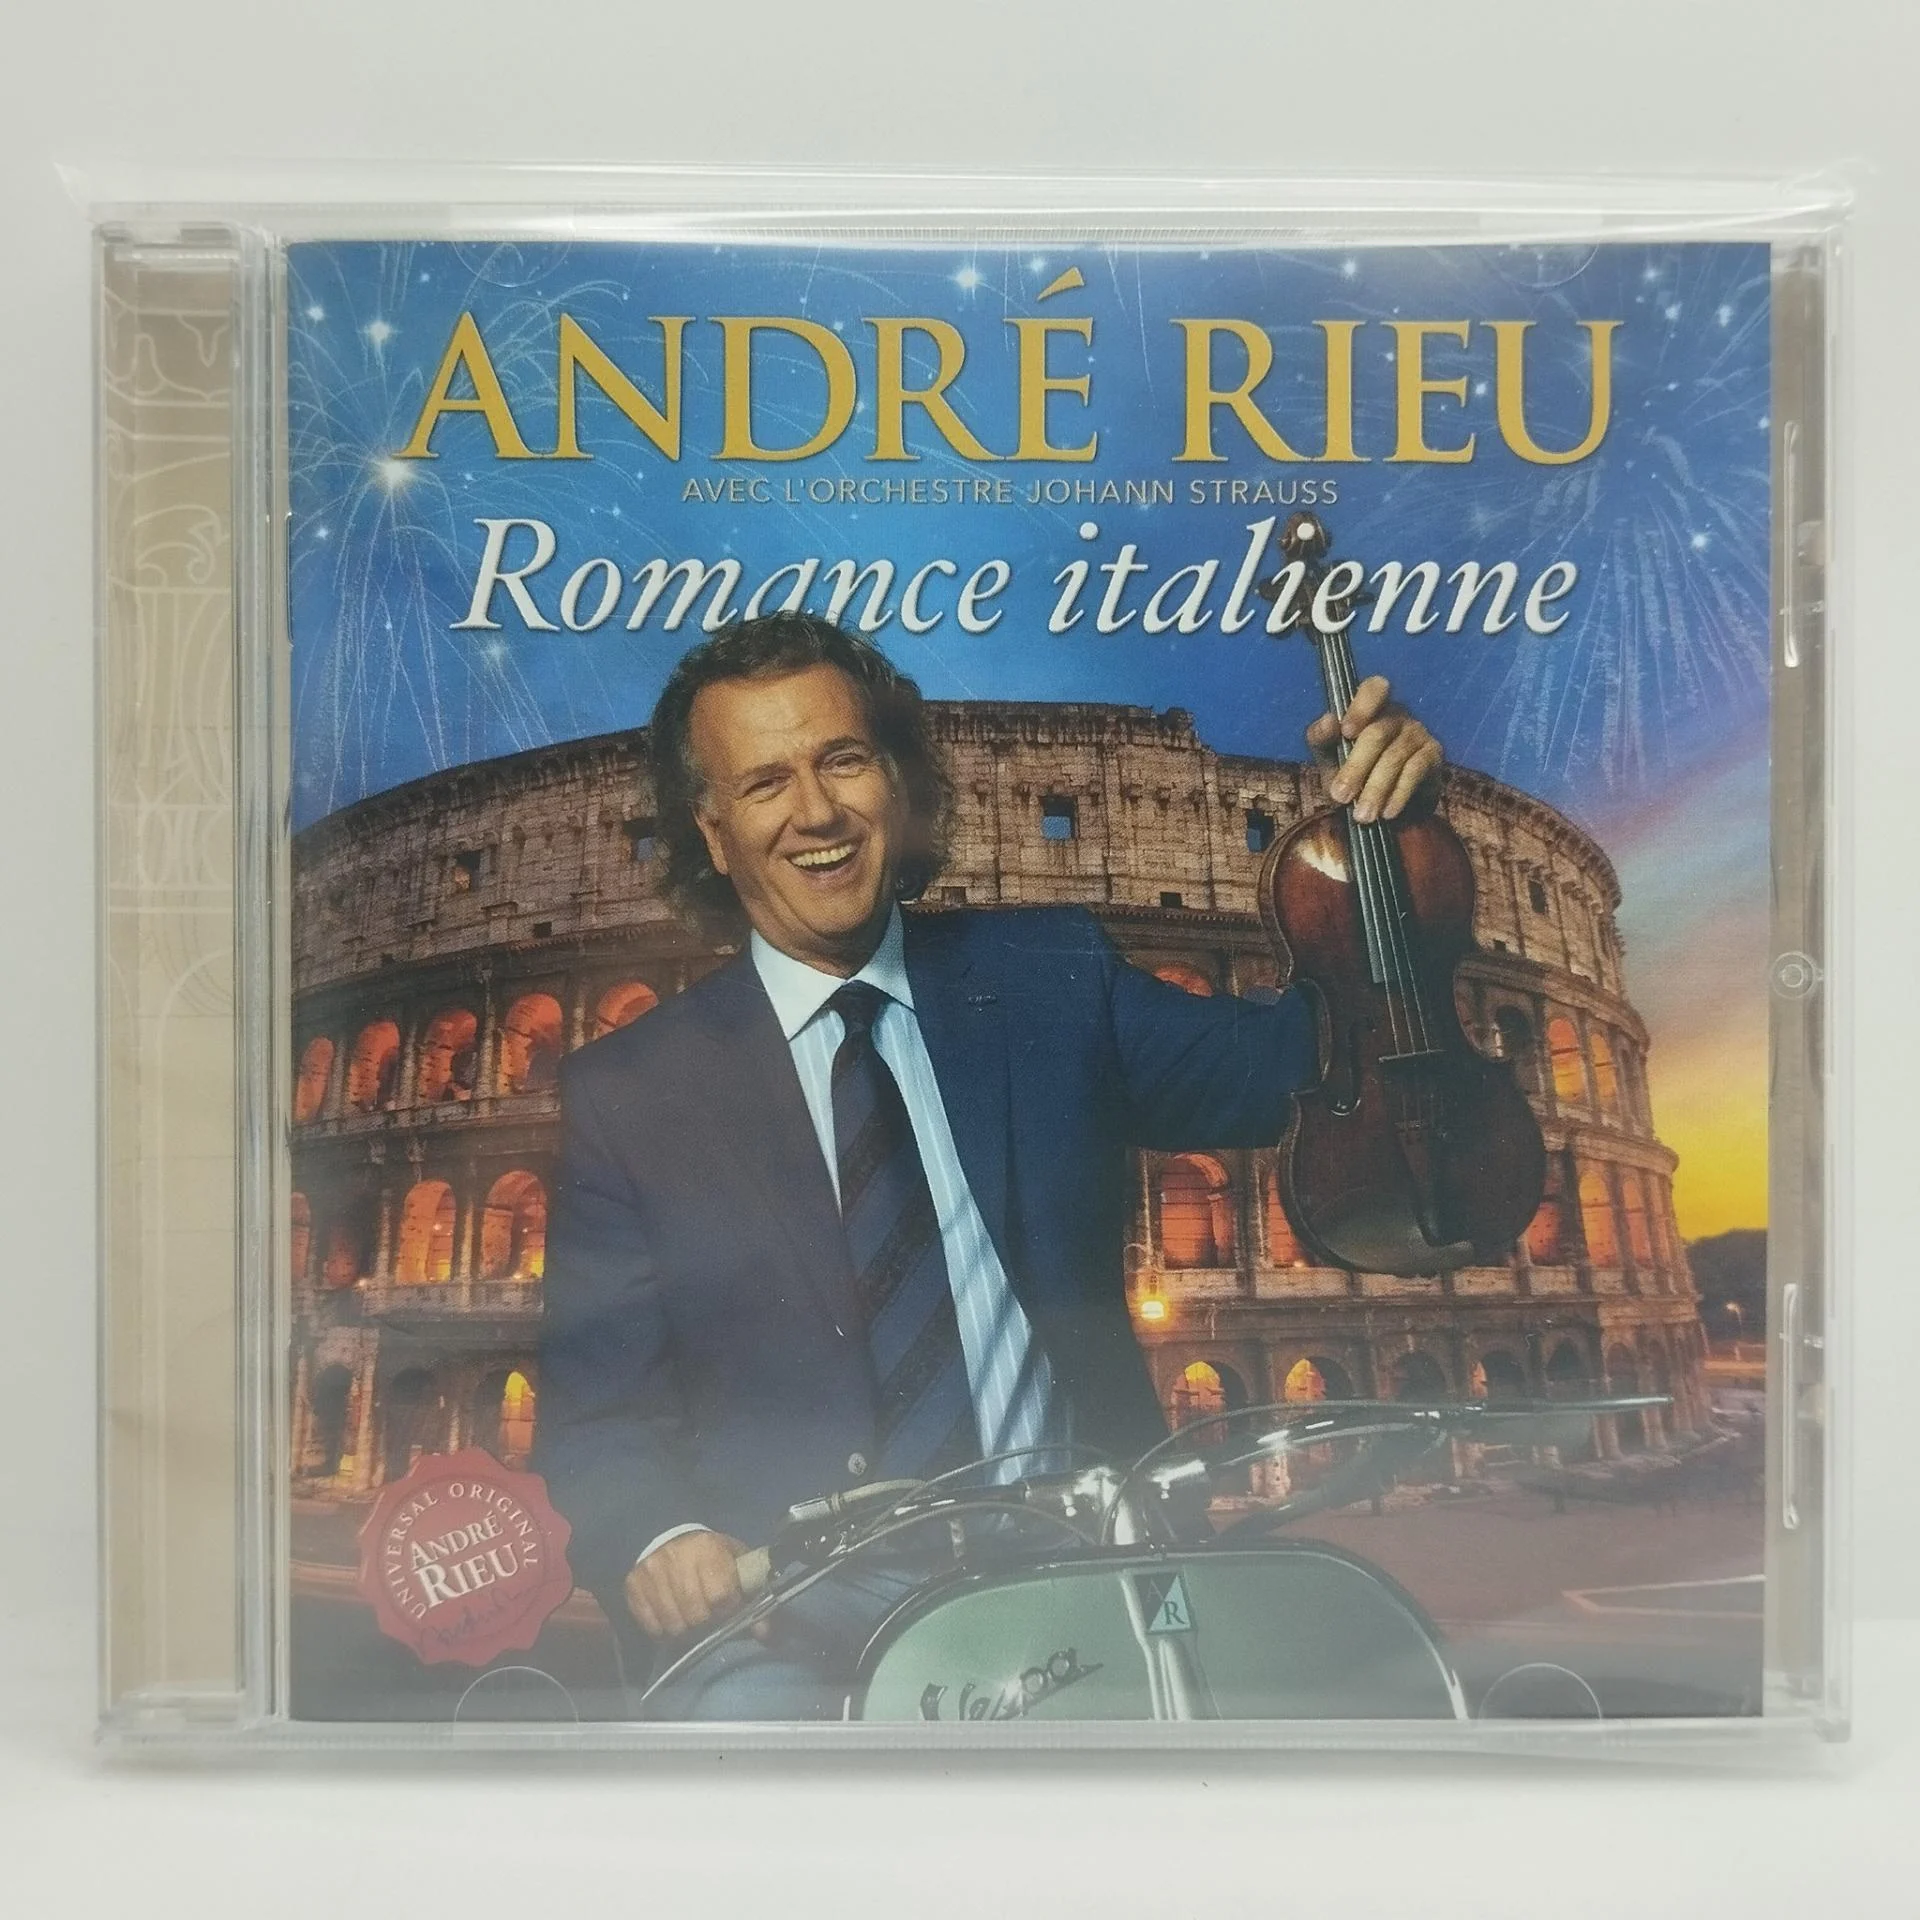 ANDRÉ RIEU
AVEC L'ORCHESTRE JOHANN STRAUSS
Romance italienne
UNIVERSAL ORIGINAL
ANDRÉ
RIEU
A
R
Vespa